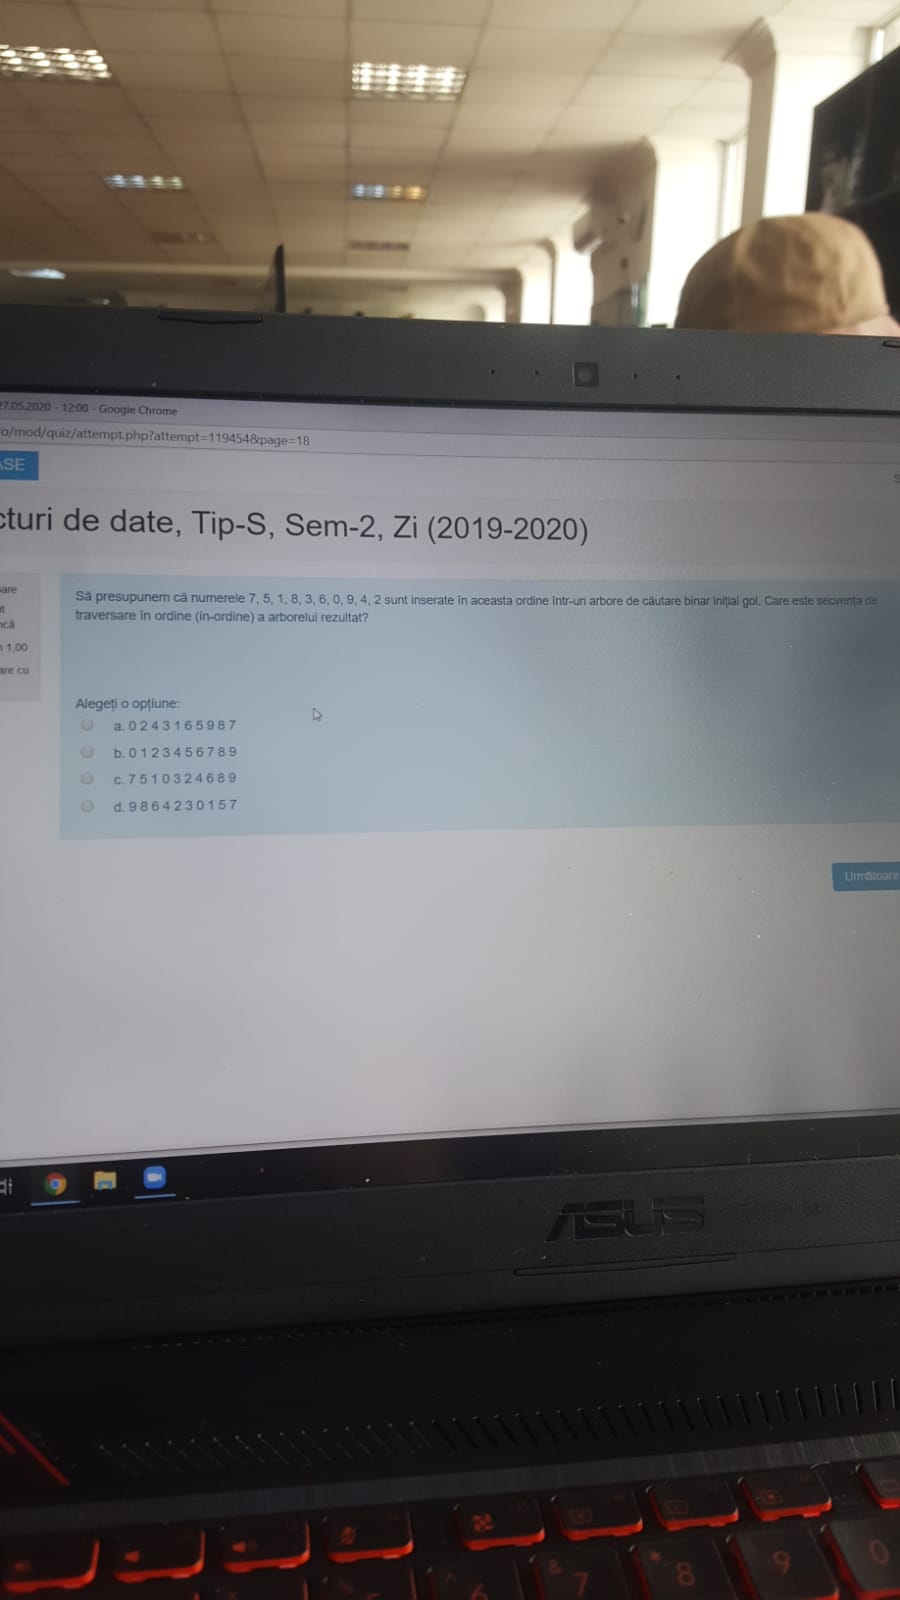 27.05.2020 - 12:00 - Google Chrome
o/mod/quiz/attempt.php?attempt=119454&page=18
ASE
cturi de date, Tip-S, Sem-2, Zi (2019-2020)
1,00
are cu
Să presupunem că numerele 7, 5, 1, 8, 3, 6, 0, 9, 4, 2 sunt inserate în aceasta ordine într-un arbore de căutare binar inițial gol. Care este secvența de
traversare în ordine (in-ordine) a arborelui rezultat?
Alegeți o opțiune:
a. 0 2 4 3 1 6 5 9 8 7
b. 0 1 2 3 4 5 6 7 8 9
c. 7 5 1 0 3 2 4 6 8 9
d. 9 8 6 4 2 3 0 1 5 7
Următoare
ASUS
& 7
* 8
9
0